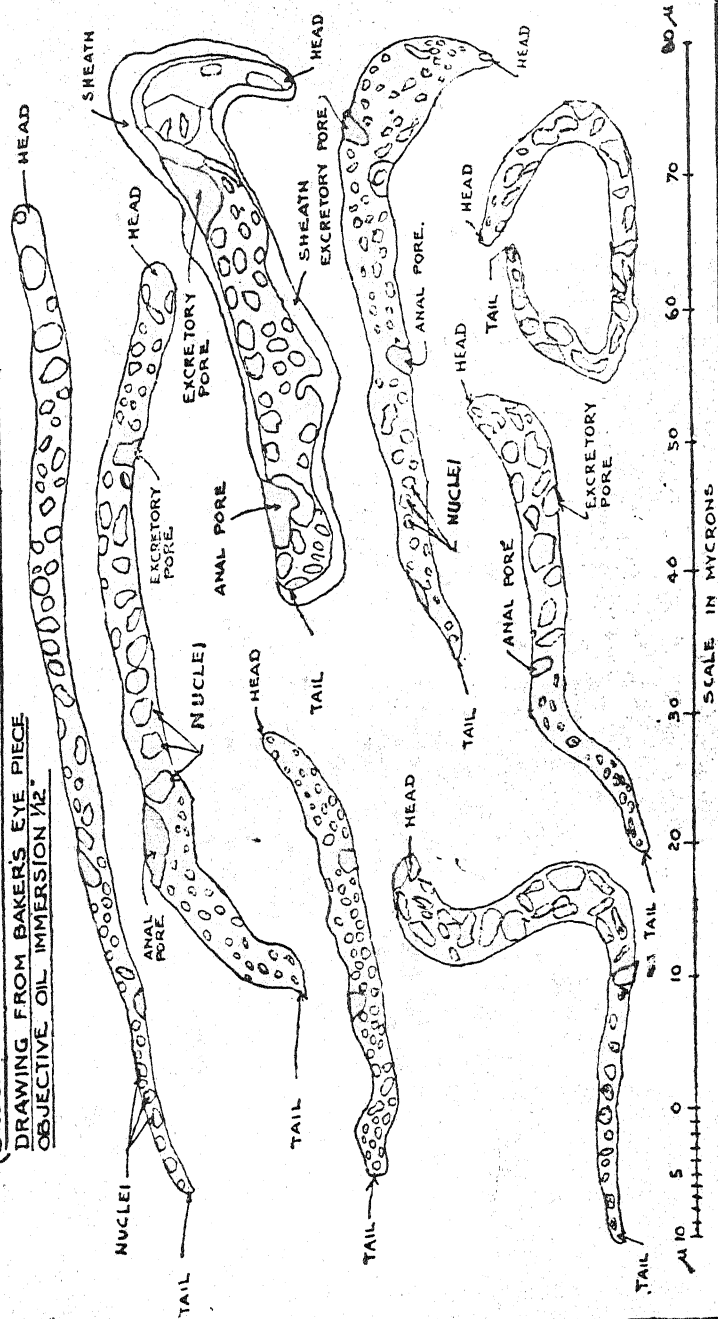 DRAWING FROM BAKER'S EYE PIECE
OBJECTIVE OIL IMMERSION 1/12"
NUCLEI
TAIL
HEAD
SHEATH
HEAD
HEAD
EXCRETORY
PORE
EXCRETORY
PORE
ANAL
PORE
NUCLEI
TAIL
ANAL PORE
SHEATH
TAIL
HEAD
TAIL
EXCRETORY PORE
HEAD
ANAL PORE.
NUCLEI
TAIL
HEAD
TAIL
HEAD
ANAL PORE
EXCRETORY
PORE
TAIL
HEAD
TAIL
µ 10 5 0 10 20 30 40 50 60 70 80 µ
SCALE IN MYCRONS